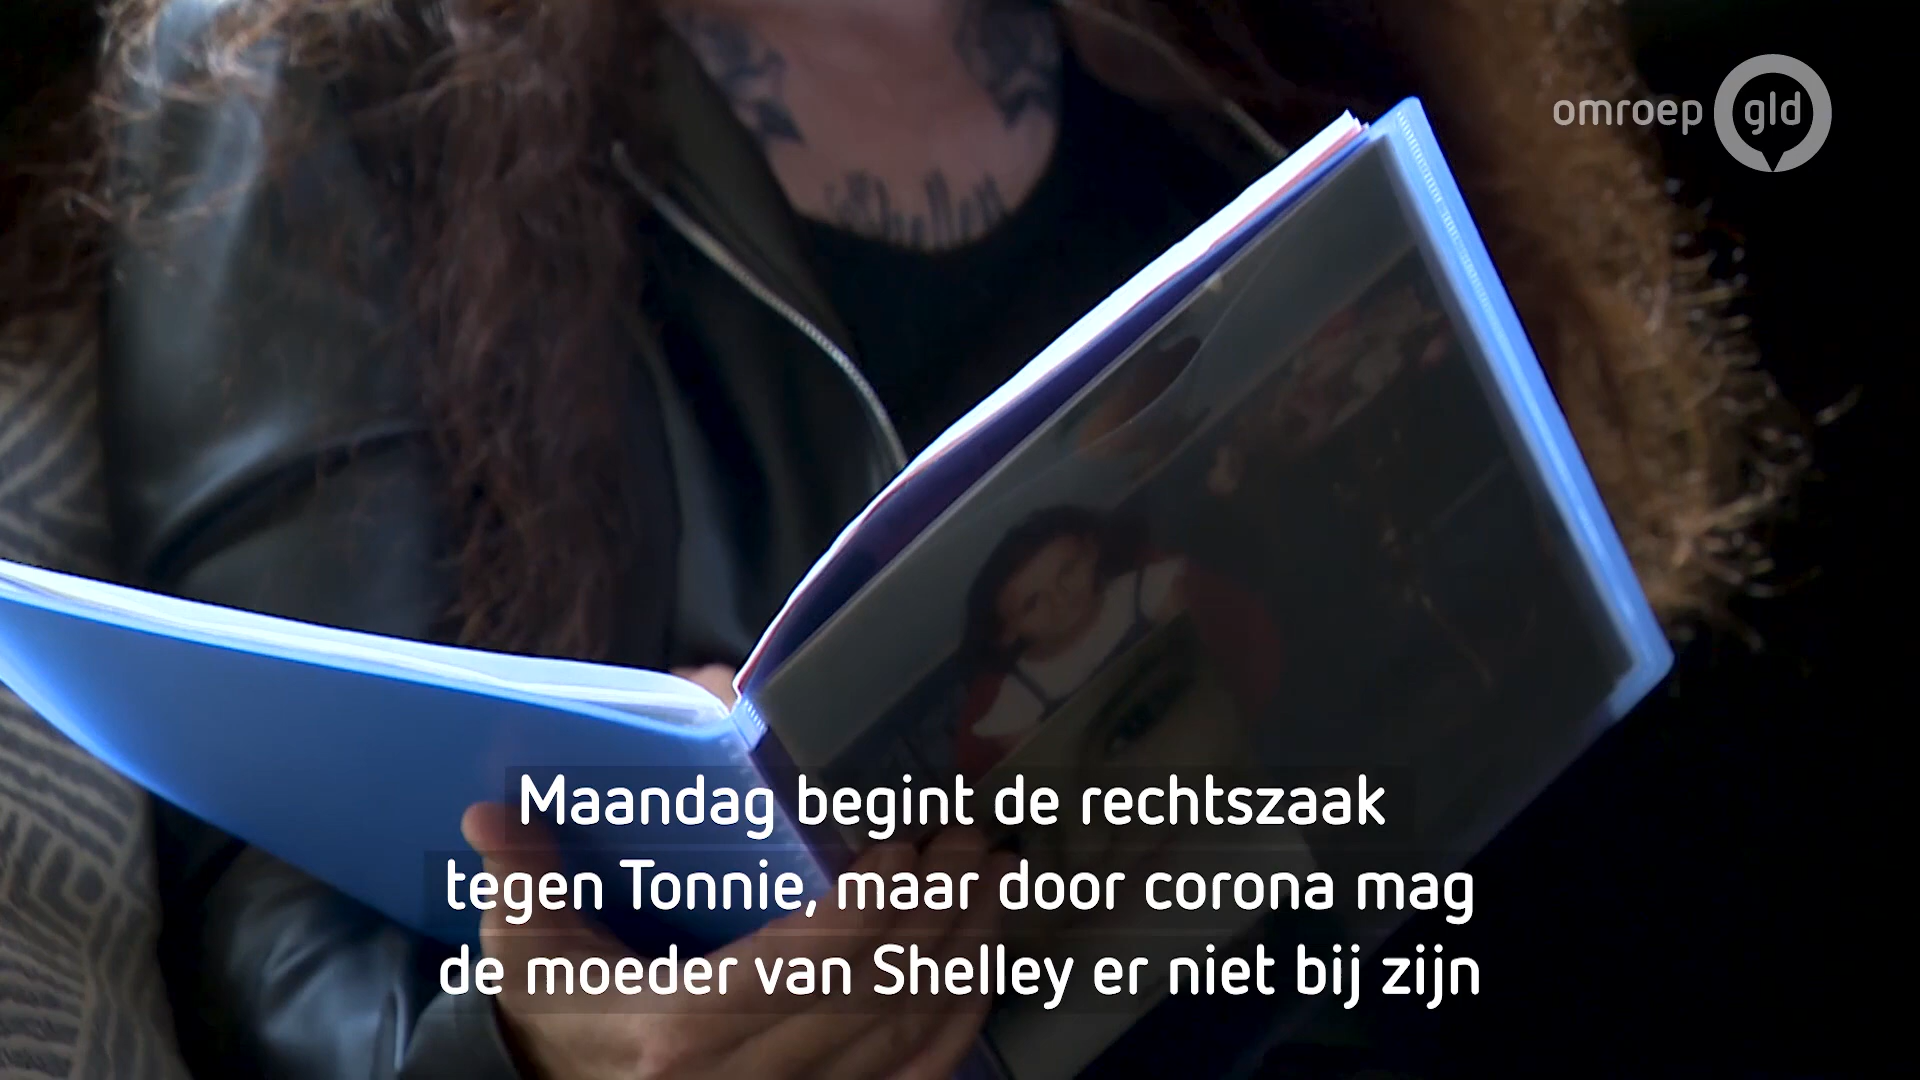 omroep gld
Maandag begint de rechtszaak
tegen Tonnie, maar door corona mag
de moeder van Shelley er niet bij zijn